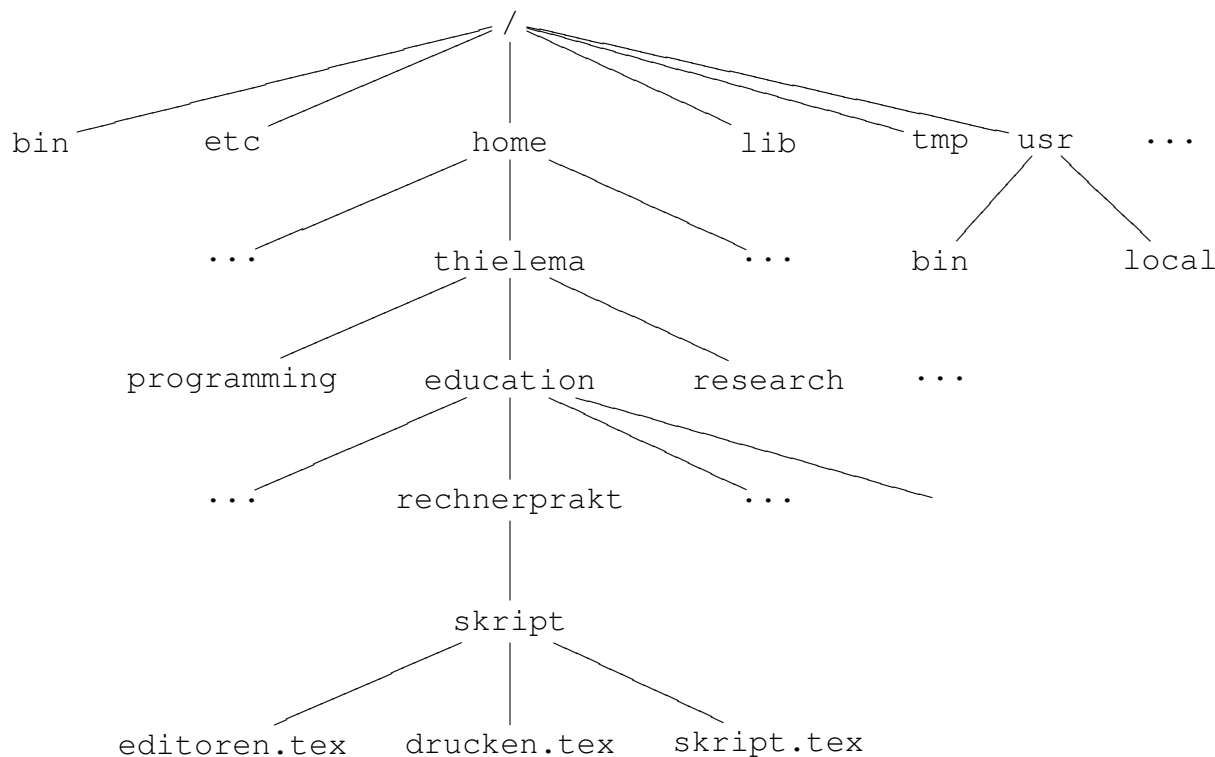 /
bin etc home lib tmp usr ...
... thielema ... bin local
programming education research ...
... rechnerprakt ...
skript
editoren.tex drucken.tex skript.tex